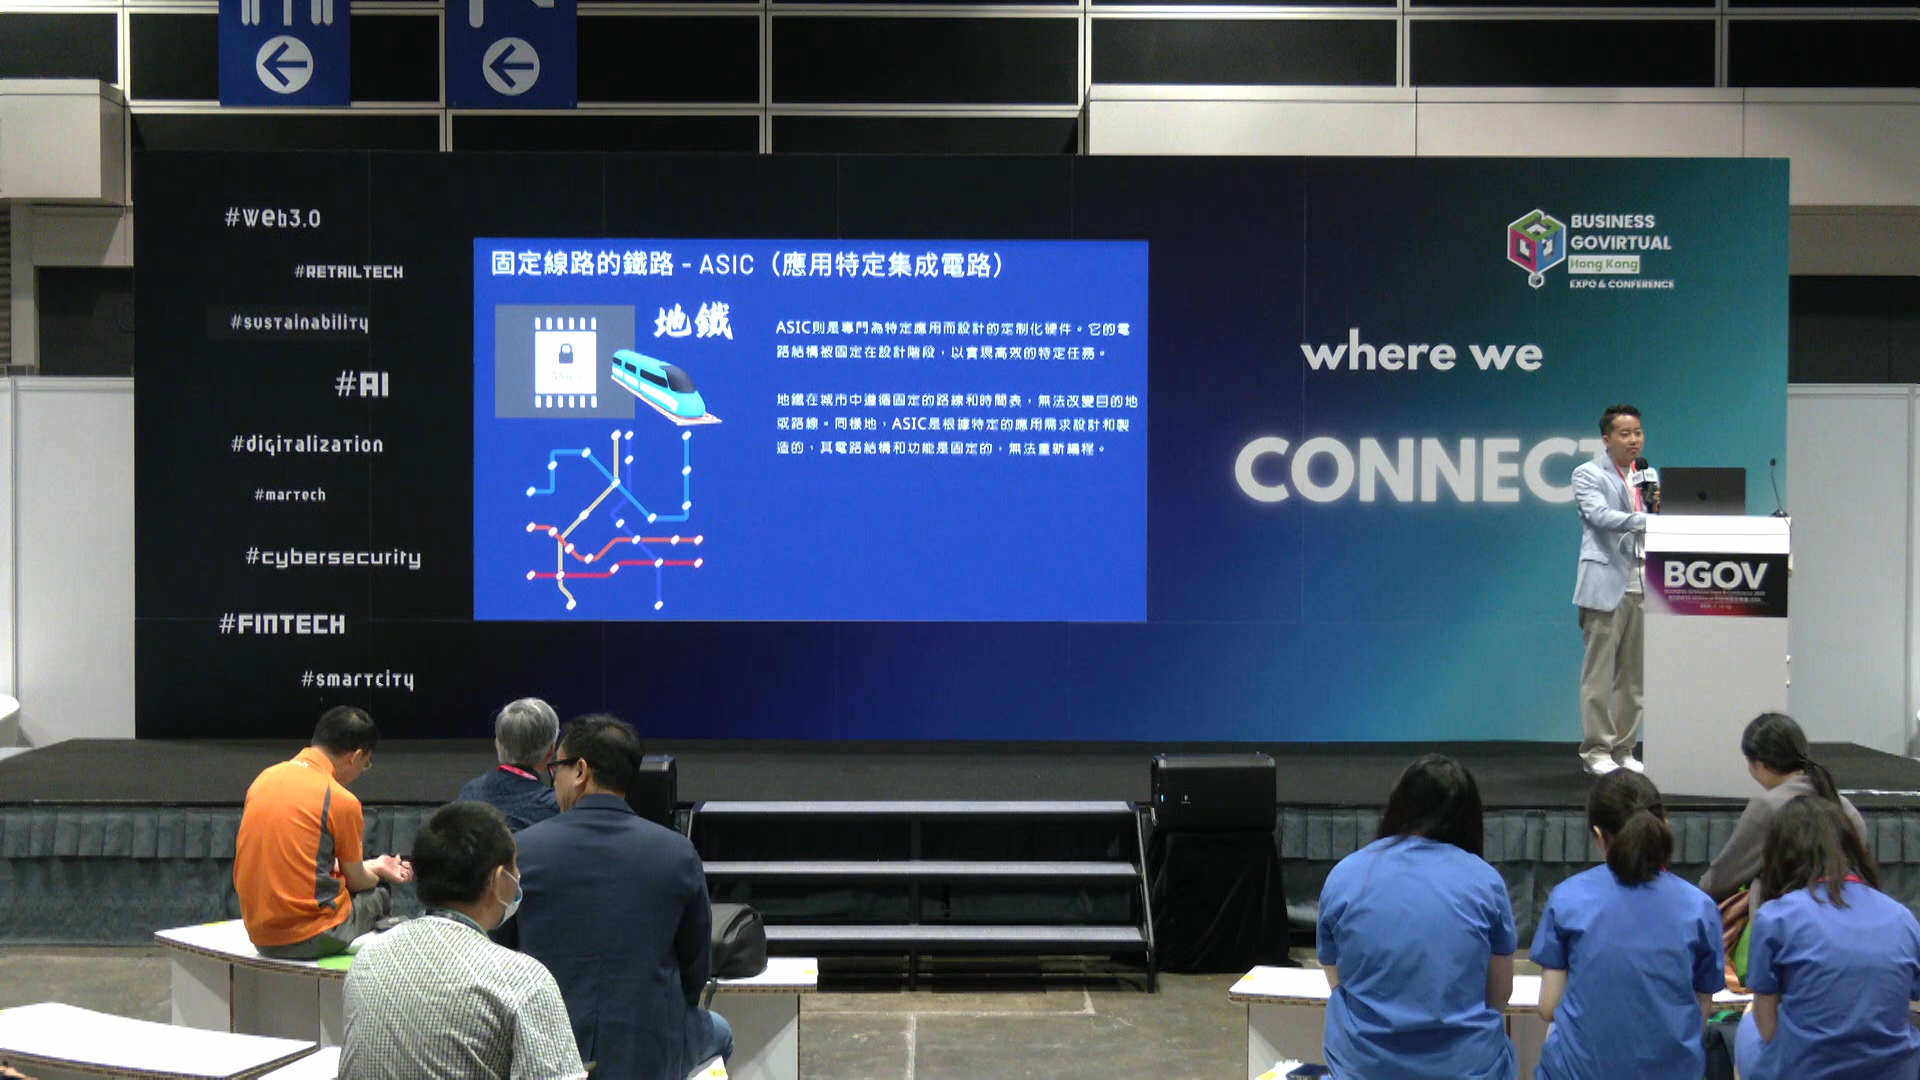 #Web3.0
#RETAILTECH
#sustainability
#AI
#digitalization
#martech
#cybersecurity
#FINTECH
#smartcity
固定線路的鐵路 - ASIC（應用特定集成電路）
地鐵
ASIC則是專門為特定應用而設計的定制化硬件。它的電
路結構被固定在設計階段，以實現高效的特定任務。
地鐵在城市中遵循固定的路線和時間表，無法改變目的地
或路線。同樣地，ASIC是根據特定的應用需求設計和製
造的，其電路結構和功能是固定的，無法重新編程。
BUSINESS
GOVIRTUAL
Hong Kong
EXPO & CONFERENCE
where we
CONNECT
BGOV